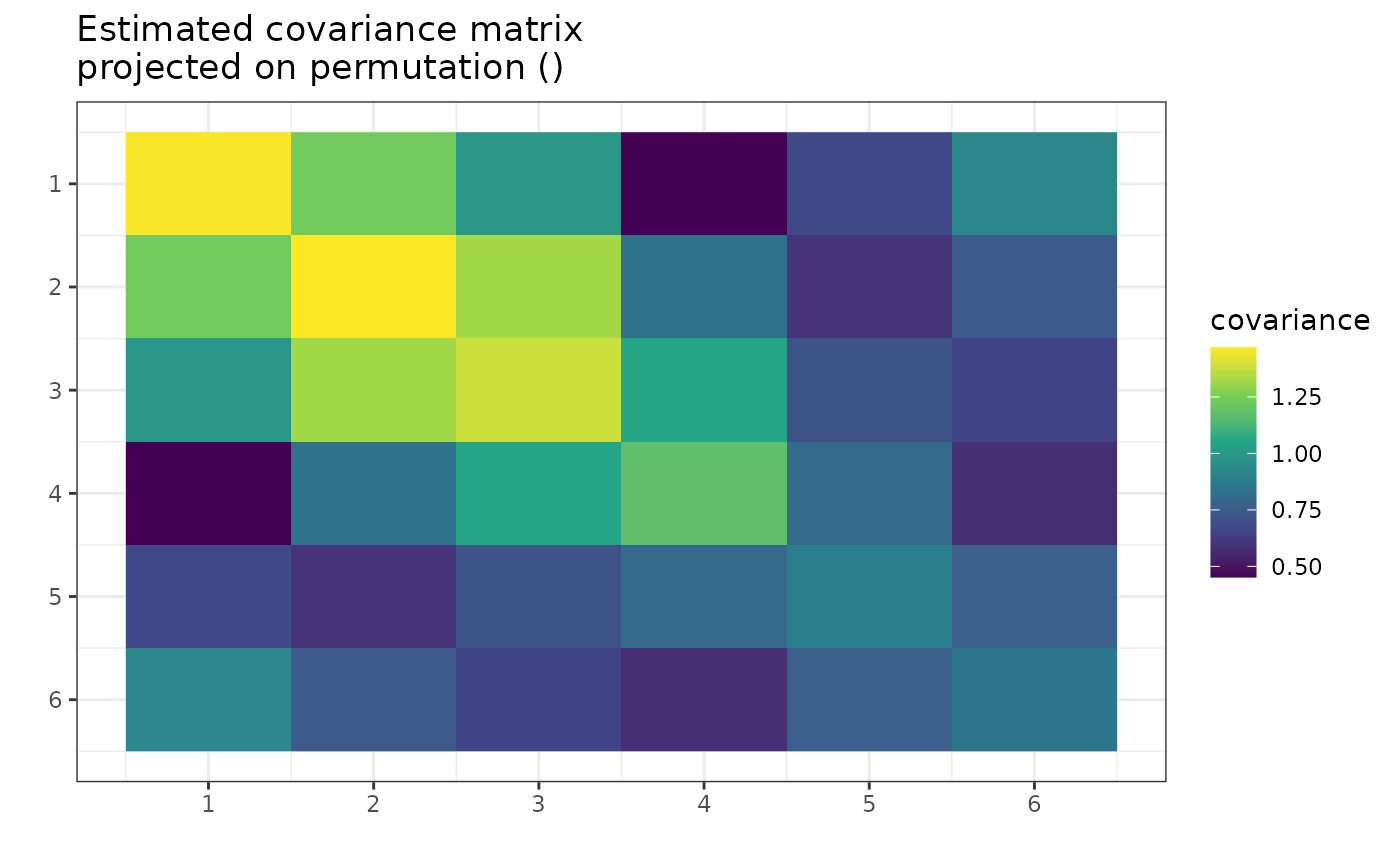 Estimated covariance matrix
projected on permutation ()
1
2
3
4
5
6
1 2 3 4 5 6
covariance
1.25
1.00
0.75
0.50